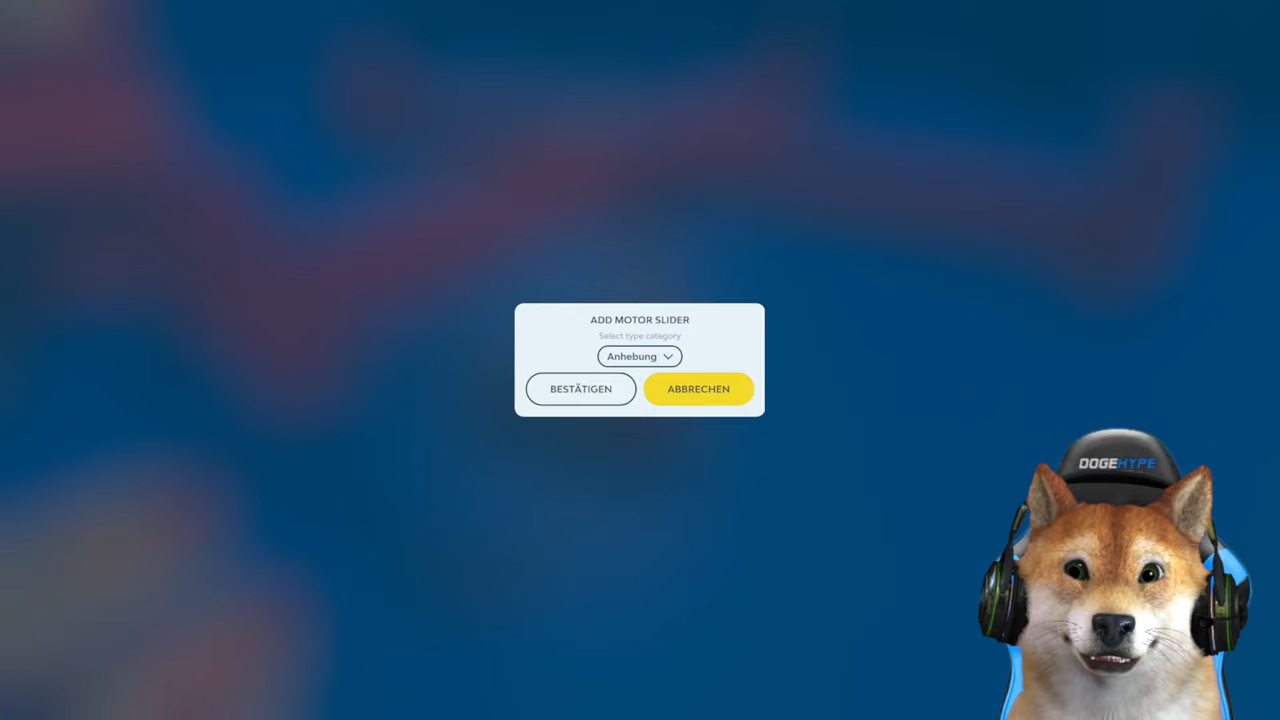 ADD MOTOR SLIDER
Select type category
Anhebung
BESTÄTIGEN ABBRECHEN
DOGEHYPE